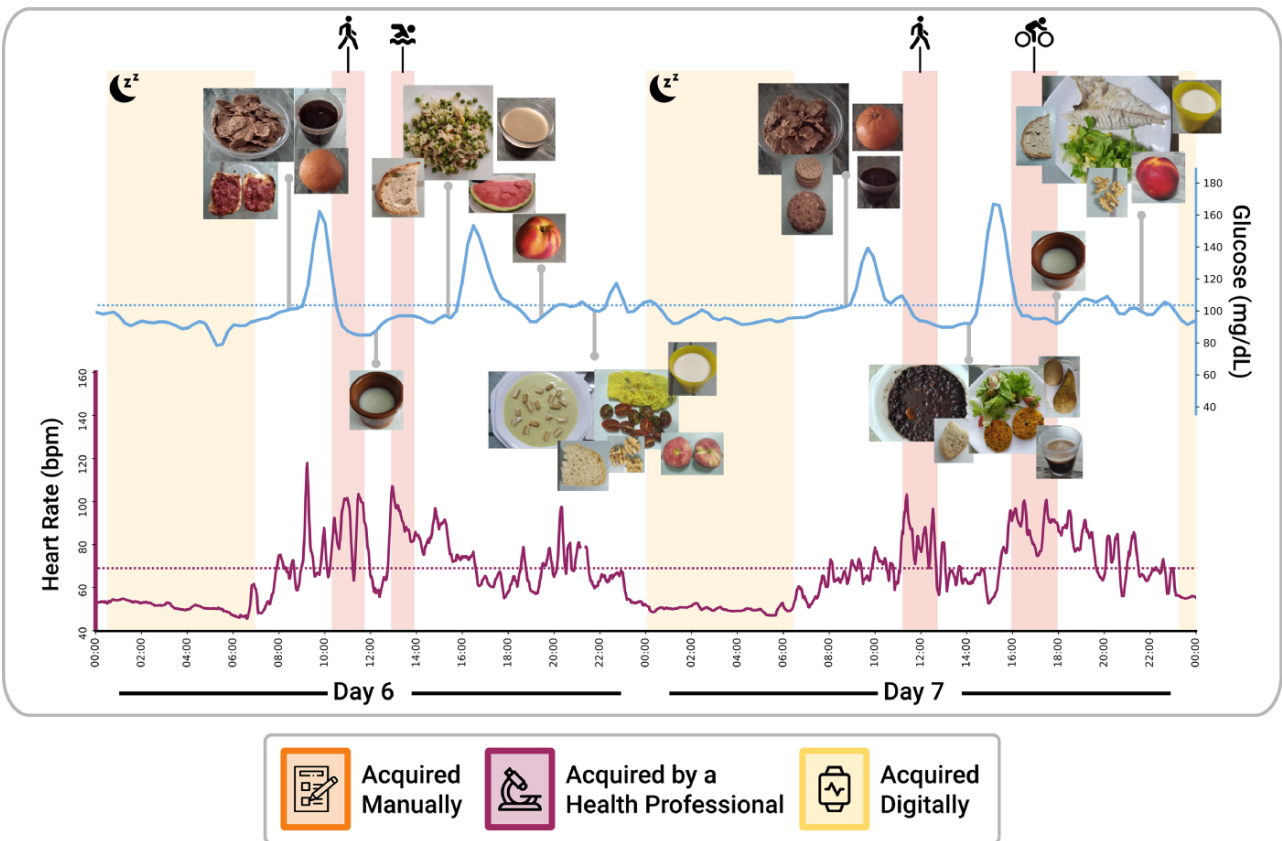 z z
z z
180
160
140
120
100
80
60
40
Glucose (mg/dL)
160
140
120
100
80
60
40
Heart Rate (bpm)
00:00 02:00 04:00 06:00 08:00 10:00 12:00 14:00 16:00 18:00 20:00 22:00 00:00 02:00 04:00 06:00 08:00 10:00 12:00 14:00 16:00 18:00 20:00 22:00 00:00
Day 6
Day 7
Acquired
Manually
Acquired by a
Health Professional
Acquired
Digitally